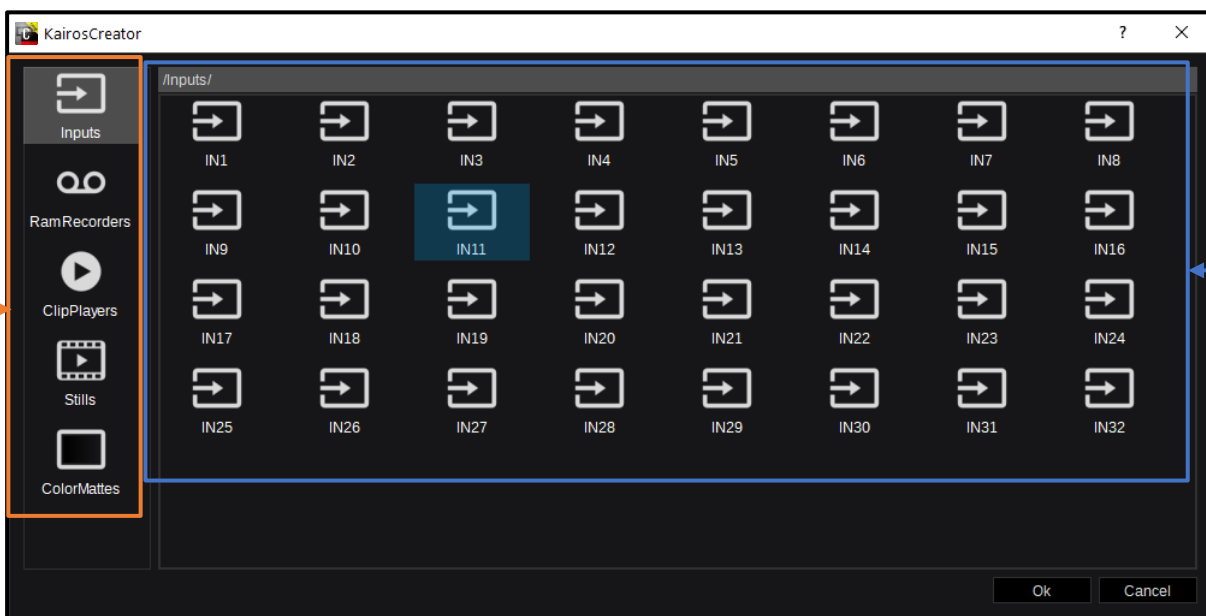 KairosCreator ? ×
/Inputs/
Inputs
RamRecorders
ClipPlayers
Stills
ColorMattes
IN1 IN2 IN3 IN4 IN5 IN6 IN7 IN8
IN9 IN10 IN11 IN12 IN13 IN14 IN15 IN16
IN17 IN18 IN19 IN20 IN21 IN22 IN23 IN24
IN25 IN26 IN27 IN28 IN29 IN30 IN31 IN32
Ok Cancel